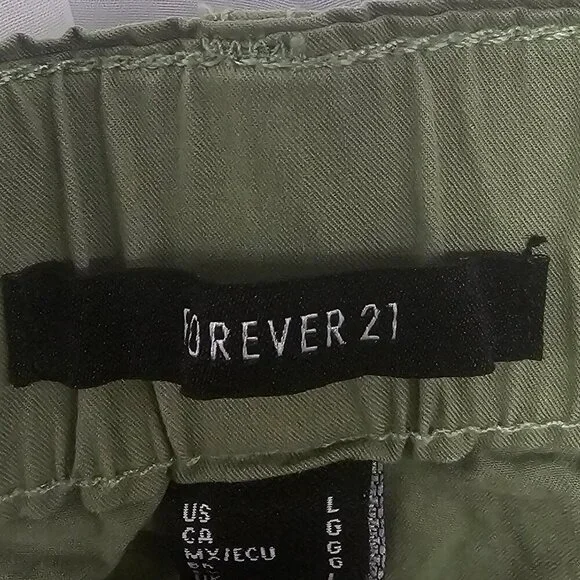 FOREVER 21
US L
CA G
MX/ECU G